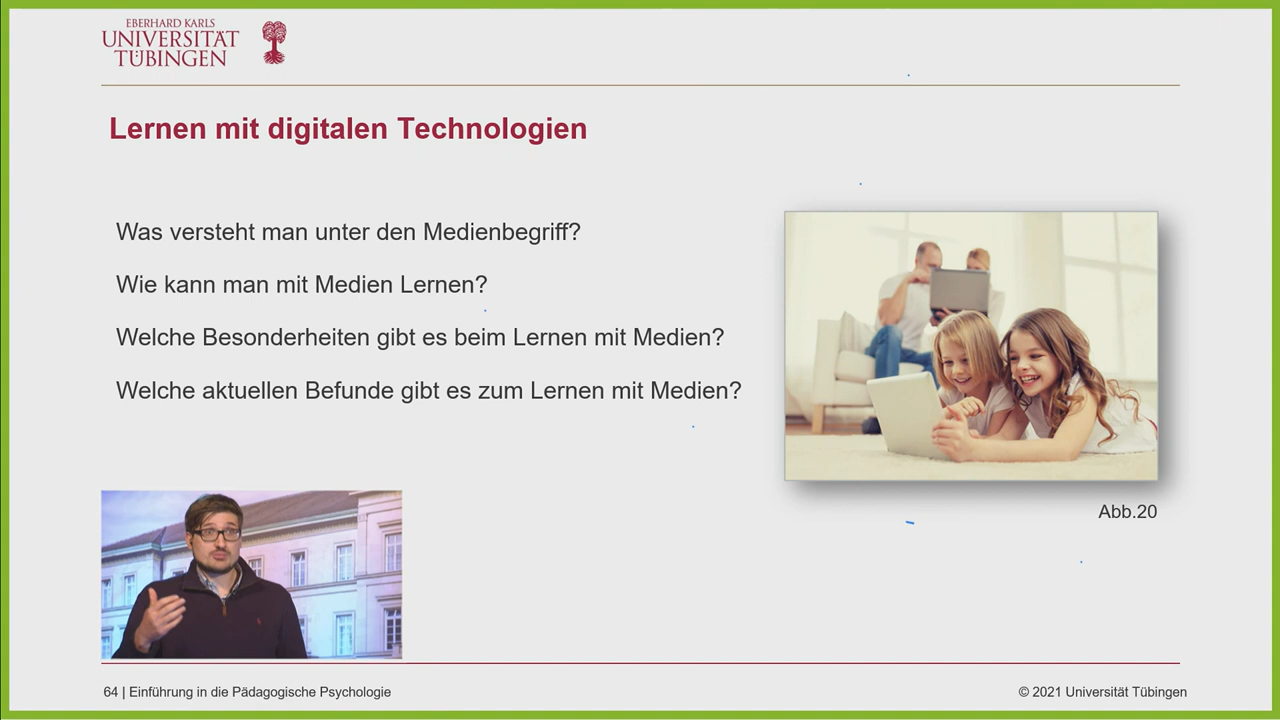 EBERHARD KARLS
UNIVERSITÄT
TÜBINGEN
Lernen mit digitalen Technologien
Was versteht man unter den Medienbegriff?
Wie kann man mit Medien Lernen?
Welche Besonderheiten gibt es beim Lernen mit Medien?
Welche aktuellen Befunde gibt es zum Lernen mit Medien?
Abb.20
64 | Einführung in die Pädagogische Psychologie
© 2021 Universität Tübingen